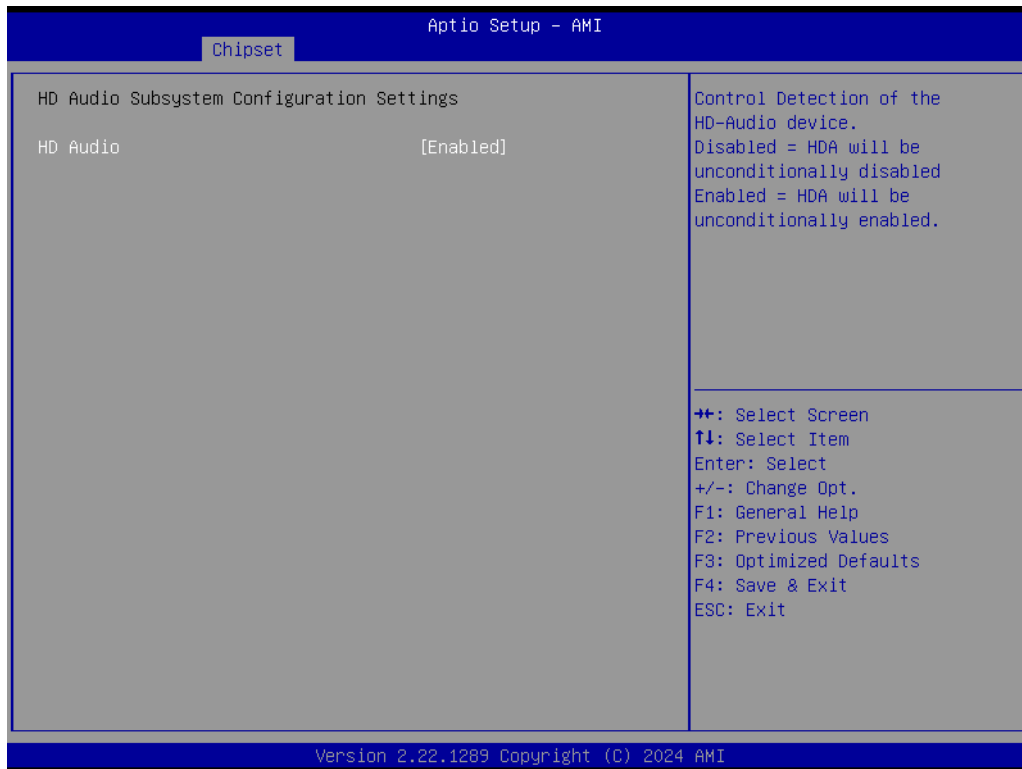 Aptio Setup – AMI
Chipset
HD Audio Subsystem Configuration Settings
HD Audio [Enabled]
Control Detection of the
HD-Audio device.
Disabled = HDA will be
unconditionally disabled
Enabled = HDA will be
unconditionally enabled.
→←: Select Screen
↑↓: Select Item
Enter: Select
+/-: Change Opt.
F1: General Help
F2: Previous Values
F3: Optimized Defaults
F4: Save & Exit
ESC: Exit
Version 2.22.1289 Copyright (C) 2024 AMI